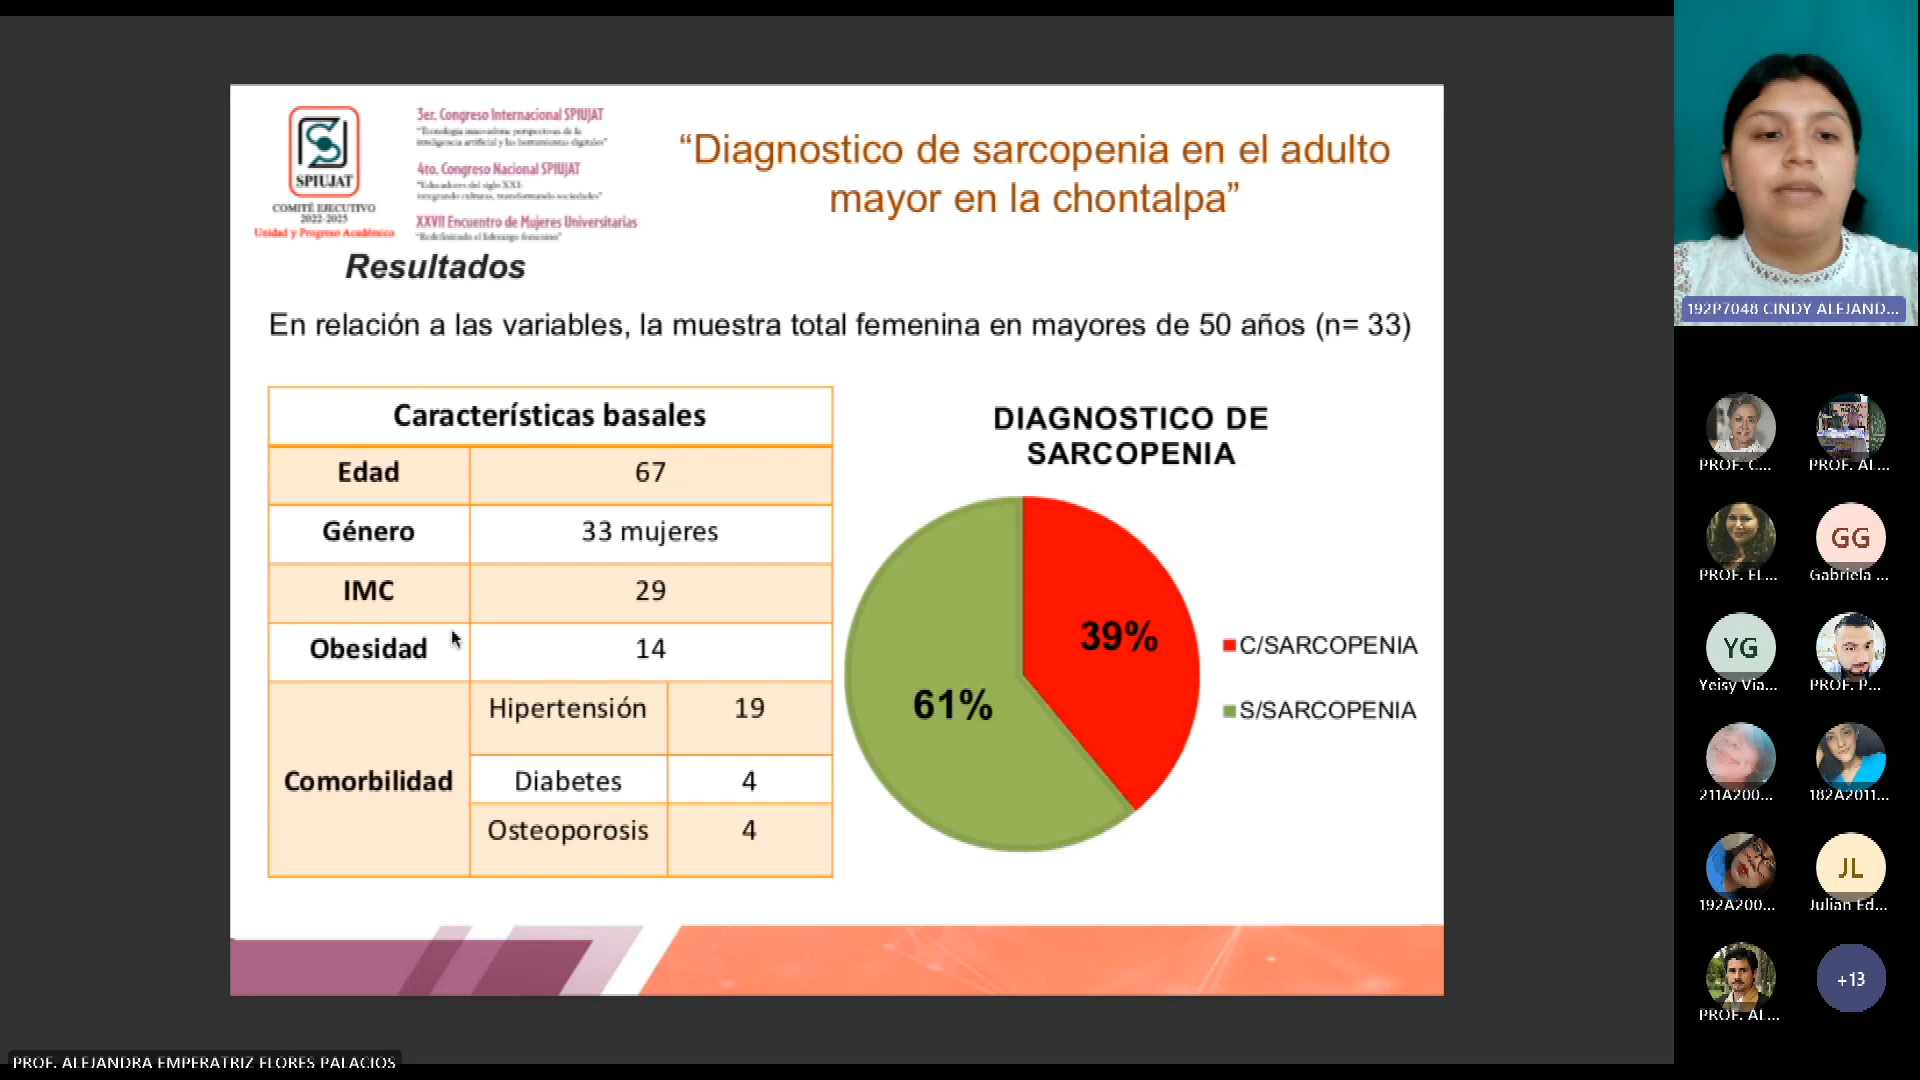 SPIUJAT
COMITÉ EJECUTIVO
2022-2025
Unidad y Progreso Académico
3er. Congreso Internacional SPIUJAT
"Tecnología innovadora: perspectivas de la
inteligencia artificial y las herramientas digitales"
4to. Congreso Nacional SPIUJAT
"Educadores del siglo XXI:
integrando culturas, transformando sociedades"
XXVII Encuentro de Mujeres Universitarias
"Redefiniendo el liderazgo femenino"
“Diagnostico de sarcopenia en el adulto
mayor en la chontalpa”
Resultados
En relación a las variables, la muestra total femenina en mayores de 50 años (n= 33)
Características basales
Edad 67
Género 33 mujeres
IMC 29
Obesidad 14
Comorbilidad
Hipertensión 19
Diabetes 4
Osteoporosis 4
DIAGNOSTICO DE
SARCOPENIA
39%
61%
C/SARCOPENIA
S/SARCOPENIA
192P7048 CINDY ALEJAND...
PROF. C...
PROF. AL...
PROF. EL...
GG
Gabriela ...
YG
Yeisy Via...
PROF. P...
211A200...
182A2011...
192A200...
JL
Julian Ed...
PROF. AL...
+13
PROF. ALEJANDRA EMPERATRIZ FLORES PALACIOS